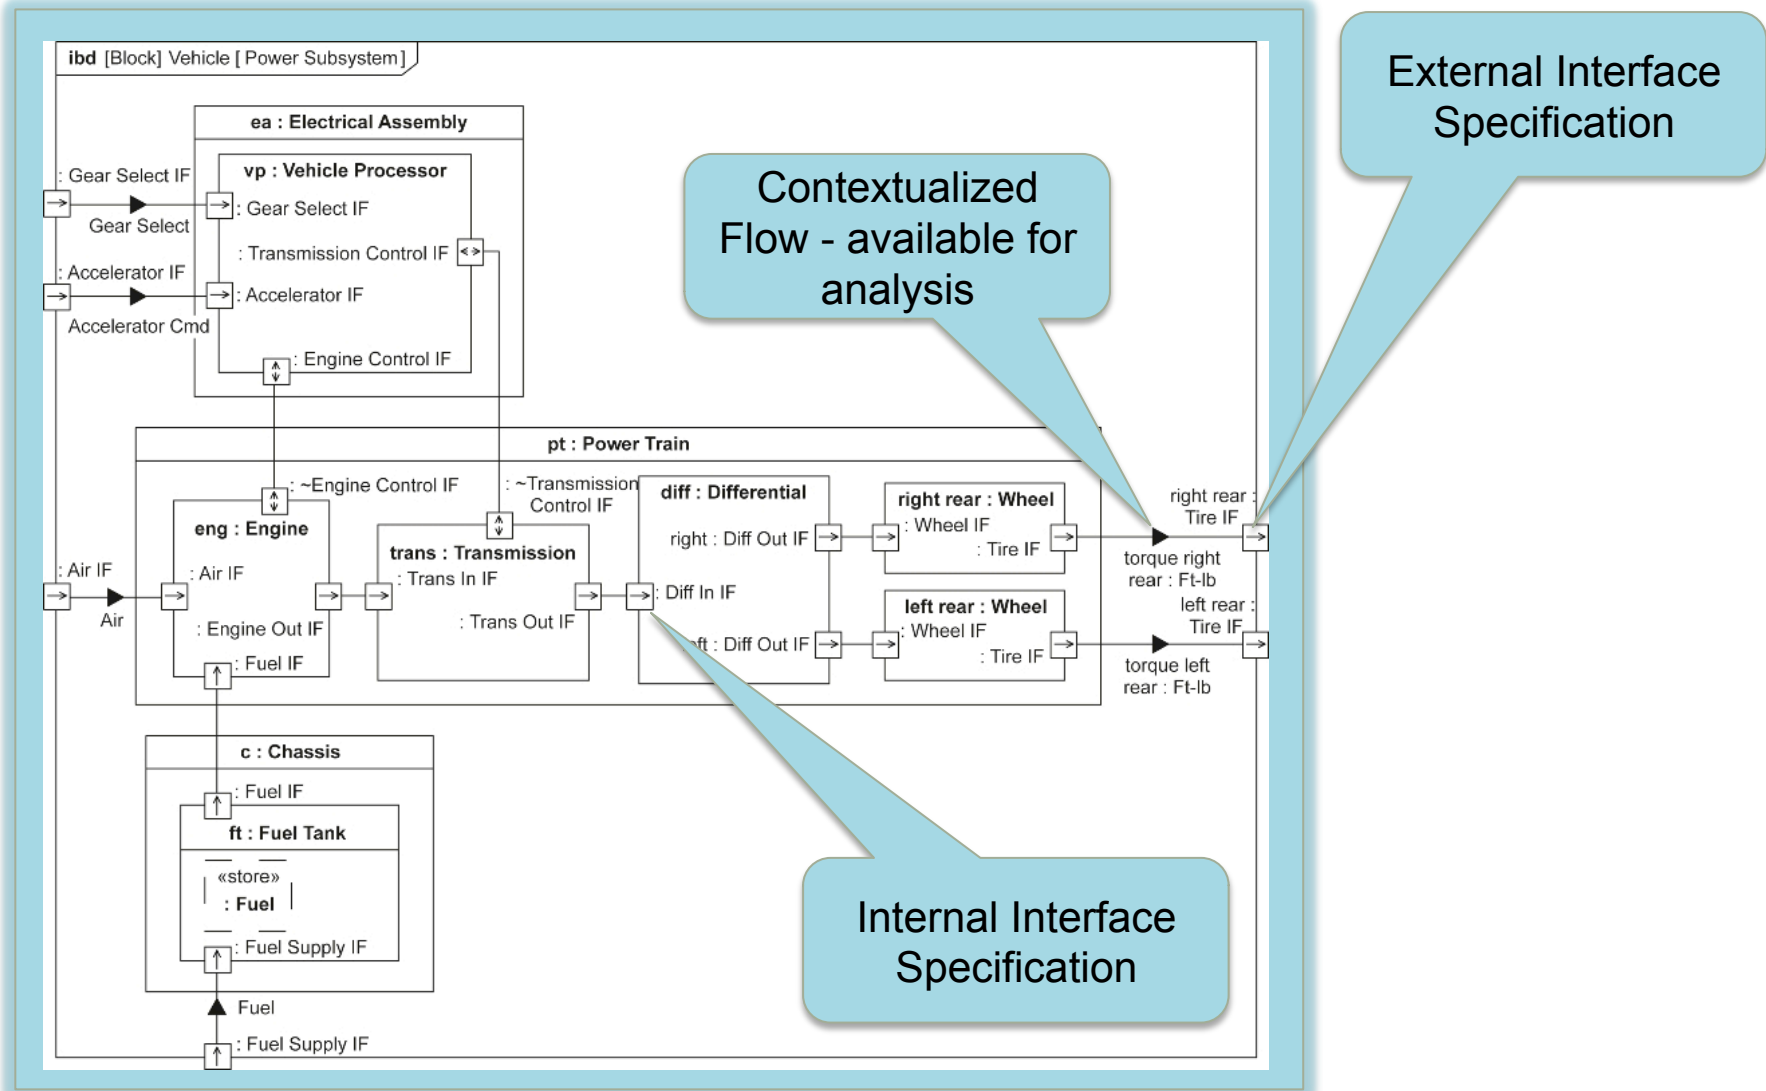 ibd [Block] Vehicle [ Power Subsystem ]
External Interface
Specification
ea : Electrical Assembly
vp : Vehicle Processor
: Gear Select IF
Gear Select
: Gear Select IF
: Transmission Control IF
: Accelerator IF
: Accelerator IF
Accelerator Cmd
: Engine Control IF
Contextualized
Flow - available for
analysis
pt : Power Train
: ~Engine Control IF
: ~Transmission
Control IF
eng : Engine
: Air IF
Air
: Air IF
: Engine Out IF
: Fuel IF
trans : Transmission
: Trans In IF
: Trans Out IF
diff : Differential
right : Diff Out IF
: Diff In IF
: Diff Out IF
right rear : Wheel
: Wheel IF
: Tire IF
left rear : Wheel
: Wheel IF
: Tire IF
right rear :
Tire IF
torque right
rear : Ft-lb
left rear :
Tire IF
torque left
rear : Ft-lb
c : Chassis
: Fuel IF
ft : Fuel Tank
«store»
: Fuel
: Fuel Supply IF
Fuel
: Fuel Supply IF
Internal Interface
Specification